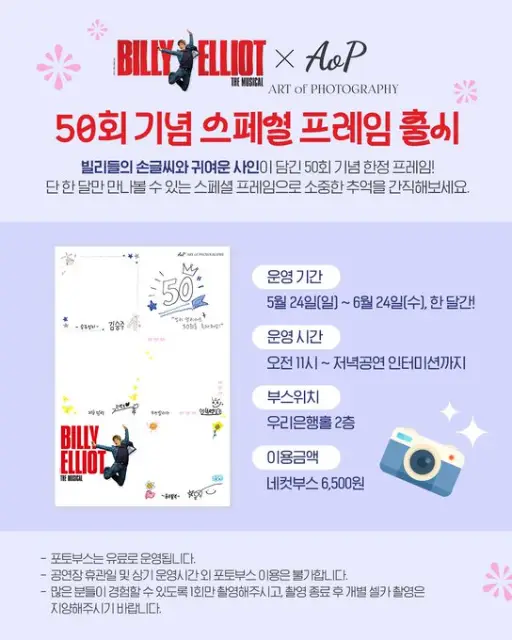 BILLY ELLIOT
THE MUSICAL
× AoP
ART of PHOTOGRAPHY
50회 기념 스페셜 프레임 출시
빌리들의 손글씨와 귀여운 사인이 담긴 50회 기념 한정 프레임!
단 한 달만 만나볼 수 있는 스페셜 프레임으로 소중한 추억을 간직해보세요.
AoP
50
김승주
BILLY
ELLIOT
THE MUSICAL
운영 기간
5월 24일(일) ~ 6월 24일(수), 한 달간!
운영 시간
오전 11시 ~ 저녁공연 인터미션까지
부스위치
우리은행홀 2층
이용금액
네컷부스 6,500원
- 포토부스는 유료로 운영됩니다.
- 공연장 휴관일 및 상기 운영시간 외 포토부스 이용은 불가합니다.
- 많은 분들이 경험할 수 있도록 1회만 촬영해주시고, 촬영 종료 후 개별 셀카 촬영은
지양해주시기 바랍니다.